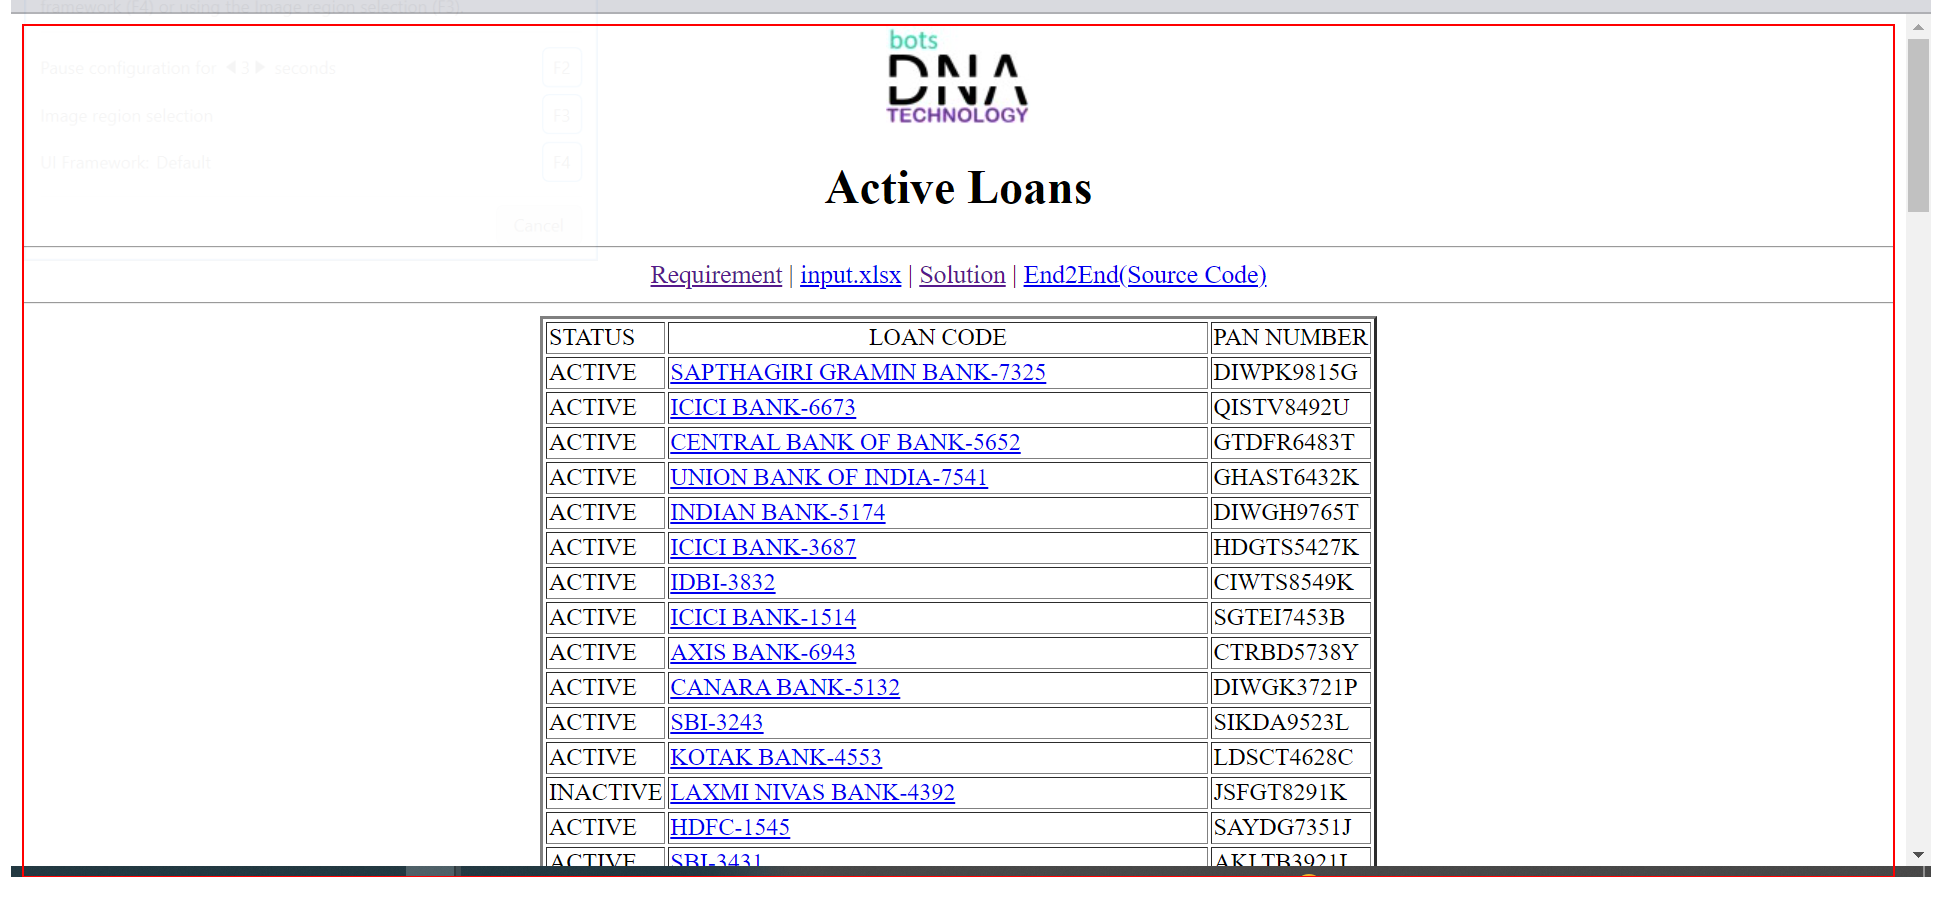 framework (F4) or using the Image region selection (F3).
Pause configuration for 3 seconds F2
Image region selection F3
UI Framework: Default F4
Cancel
bots
DNA
TECHNOLOGY
Active Loans
Requirement | input.xlsx | Solution | End2End(Source Code)
STATUS LOAN CODE PAN NUMBER
ACTIVE SAPTHAGIRI GRAMIN BANK-7325 DIWPK9815G
ACTIVE ICICI BANK-6673 QISTV8492U
ACTIVE CENTRAL BANK OF BANK-5652 GTDFR6483T
ACTIVE UNION BANK OF INDIA-7541 GHAST6432K
ACTIVE INDIAN BANK-5174 DIWGH9765T
ACTIVE ICICI BANK-3687 HDGTS5427K
ACTIVE IDBI-3832 CIWTS8549K
ACTIVE ICICI BANK-1514 SGTEI7453B
ACTIVE AXIS BANK-6943 CTRBD5738Y
ACTIVE CANARA BANK-5132 DIWGK3721P
ACTIVE SBI-3243 SIKDA9523L
ACTIVE KOTAK BANK-4553 LDSCT4628C
INACTIVE LAXMI NIVAS BANK-4392 JSFGT8291K
ACTIVE HDFC-1545 SAYDG7351J
ACTIVE SBI-3431